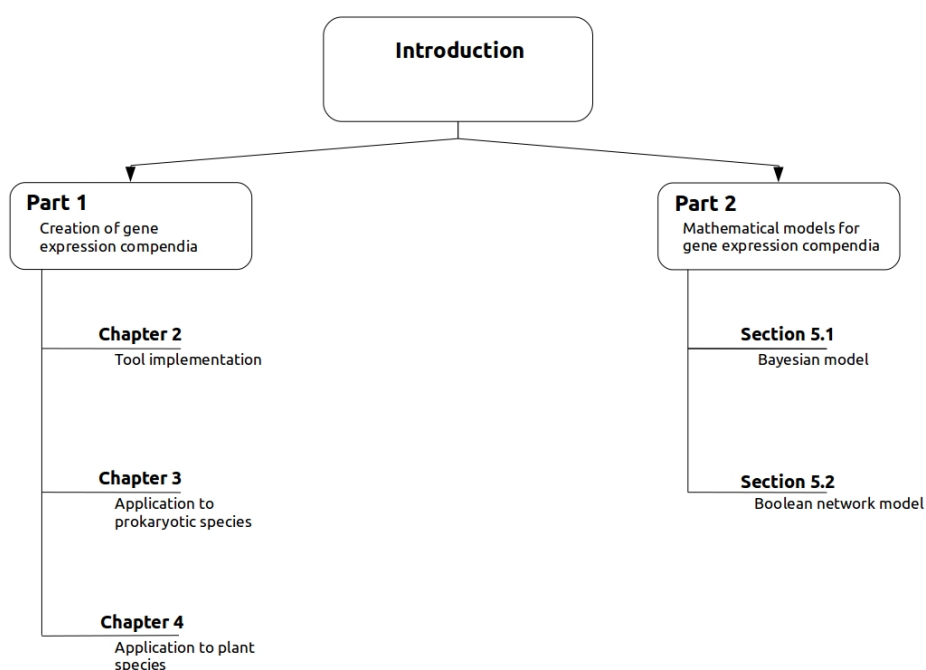 Introduction
Part 1
Creation of gene
expression compendia
Chapter 2
Tool implementation
Chapter 3
Application to
prokaryotic species
Chapter 4
Application to plant
species
Part 2
Mathematical models for
gene expression compendia
Section 5.1
Bayesian model
Section 5.2
Boolean network model